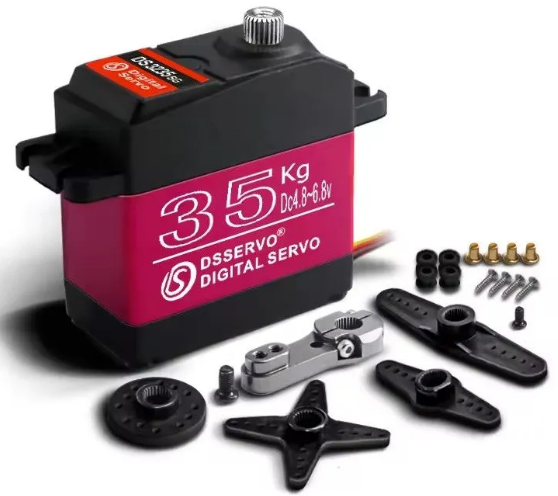 DS3235SG
Digital
Servo
35Kg
Dc4.8~6.8v
DSSERVO®
DIGITAL SERVO